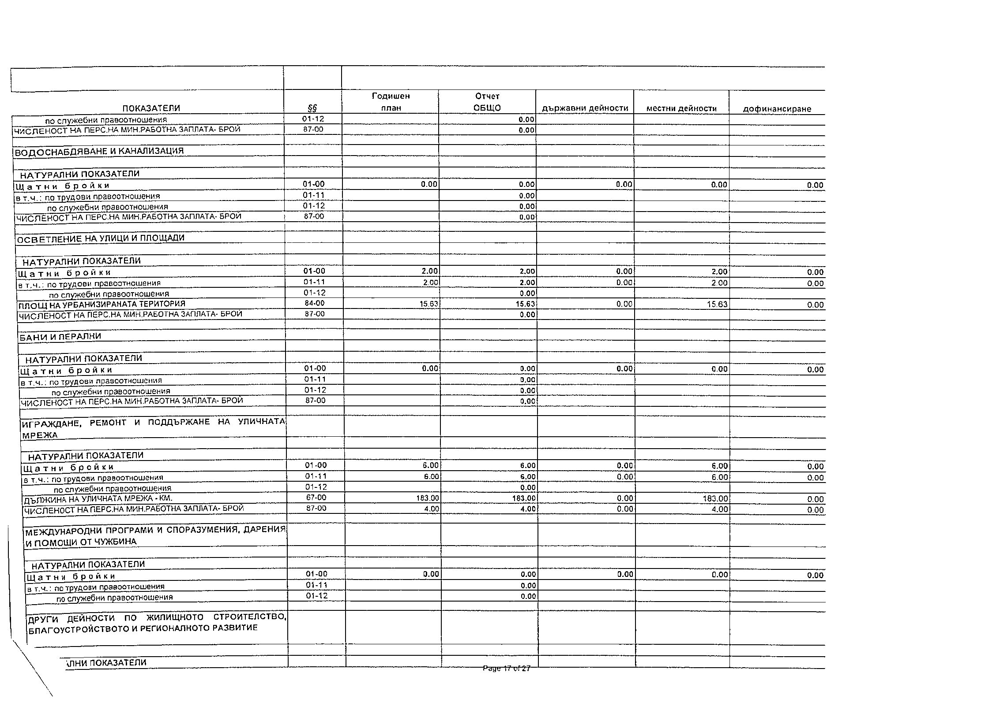 Годишен Отчет
ПОКАЗАТЕЛИ §§ план ОБЩО държавни дейности местни дейности дофинансиране
по служебни правоотношения 01-12 0.00
ЧИСЛЕНОСТ НА ПЕРС.НА МИН.РАБОТНА ЗАПЛАТА- БРОЙ 87-00 0.00
ВОДОСНАБДЯВАНЕ И КАНАЛИЗАЦИЯ
НАТУРАЛНИ ПОКАЗАТЕЛИ
Щатни бройки 01-00 0.00 0.00 0.00 0.00 0.00
в т.ч.: по трудови правоотношения 01-11 0.00
по служебни правоотношения 01-12 0.00
ЧИСЛЕНОСТ НА ПЕРС.НА МИН.РАБОТНА ЗАПЛАТА- БРОЙ 87-00 0.00
ОСВЕТЛЕНИЕ НА УЛИЦИ И ПЛОЩАДИ
НАТУРАЛНИ ПОКАЗАТЕЛИ
Щатни бройки 01-00 2.00 2.00 0.00 2.00 0.00
в т.ч.: по трудови правоотношения 01-11 2.00 2.00 0.00 2.00 0.00
по служебни правоотношения 01-12 0.00
ПЛОЩ НА УРБАНИЗИРАНАТА ТЕРИТОРИЯ 84-00 15.63 15.63 0.00 15.63 0.00
ЧИСЛЕНОСТ НА ПЕРС.НА МИН.РАБОТНА ЗАПЛАТА- БРОЙ 87-00 0.00
БАНИ И ПЕРАЛНИ
НАТУРАЛНИ ПОКАЗАТЕЛИ
Щатни бройки 01-00 0.00 0.00 0.00 0.00 0.00
в т.ч.: по трудови правоотношения 01-11 0.00
по служебни правоотношения 01-12 0.00
ЧИСЛЕНОСТ НА ПЕРС.НА МИН.РАБОТНА ЗАПЛАТА- БРОЙ 87-00 0.00
ИГРАЖДАНЕ, РЕМОНТ И ПОДДЪРЖАНЕ НА УЛИЧНАТА
МРЕЖА
НАТУРАЛНИ ПОКАЗАТЕЛИ
Щатни бройки 01-00 6.00 6.00 0.00 6.00 0.00
в т.ч.: по трудови правоотношения 01-11 6.00 6.00 0.00 6.00 0.00
по служебни правоотношения 01-12 0.00
ДЪЛЖИНА НА УЛИЧНАТА МРЕЖА - КМ. 67-00 183.00 183.00 0.00 183.00 0.00
ЧИСЛЕНОСТ НА ПЕРС.НА МИН.РАБОТНА ЗАПЛАТА- БРОЙ 87-00 4.00 4.00 0.00 4.00 0.00
МЕЖДУНАРОДНИ ПРОГРАМИ И СПОРАЗУМЕНИЯ, ДАРЕНИЯ
И ПОМОЩИ ОТ ЧУЖБИНА
НАТУРАЛНИ ПОКАЗАТЕЛИ
Щатни бройки 01-00 0.00 0.00 0.00 0.00 0.00
в т.ч.: по трудови правоотношения 01-11 0.00
по служебни правоотношения 01-12 0.00
ДРУГИ ДЕЙНОСТИ ПО ЖИЛИЩНОТО СТРОИТЕЛСТВО,
БЛАГОУСТРОЙСТВОТО И РЕГИОНАЛНОТО РАЗВИТИЕ
ЛНИ ПОКАЗАТЕЛИ
Page 17 of 27